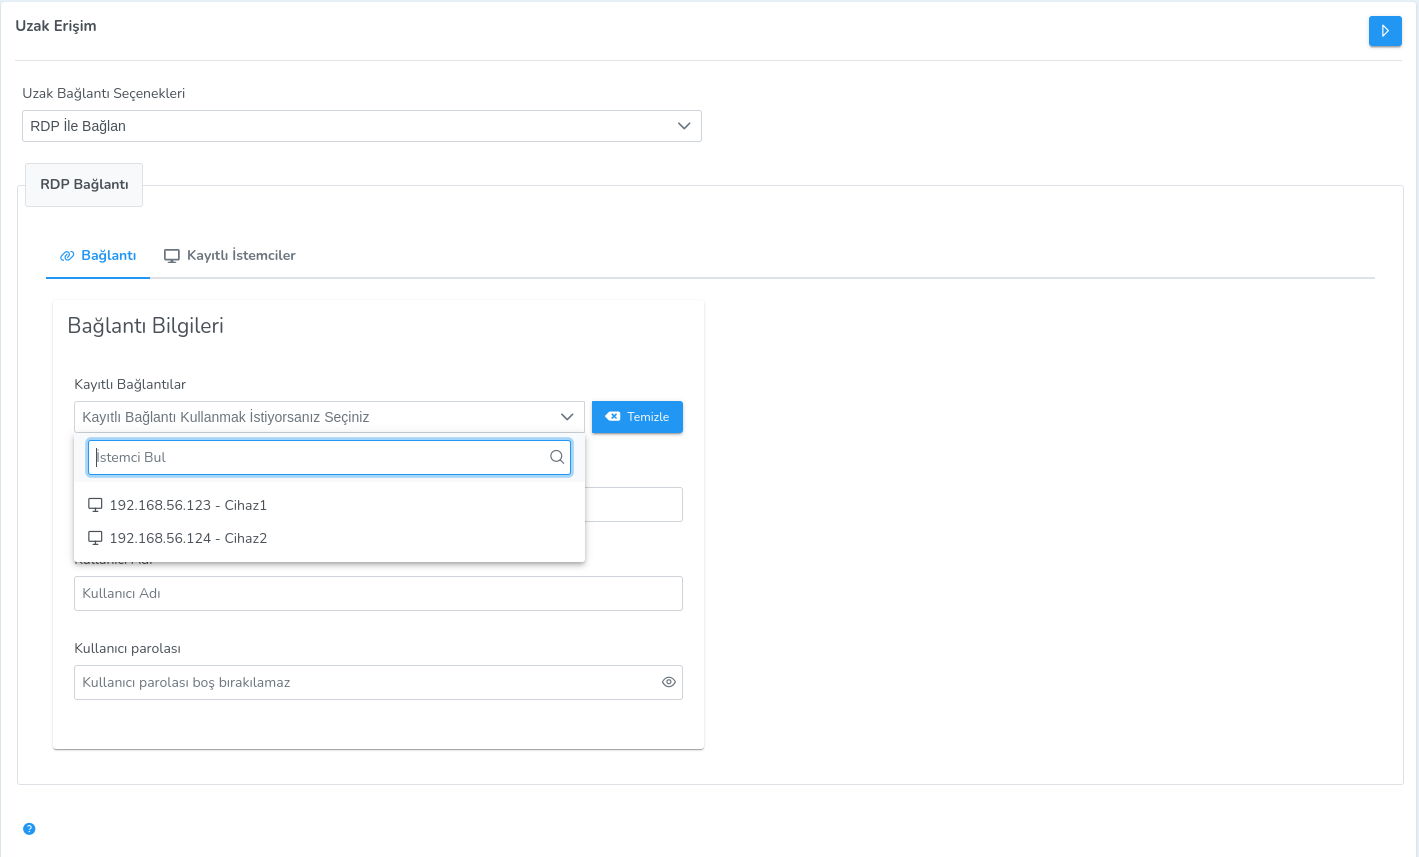 Uzak Erişim
Uzak Bağlantı Seçenekleri
RDP İle Bağlan
RDP Bağlantı
Bağlantı
Kayıtlı İstemciler
Bağlantı Bilgileri
Kayıtlı Bağlantılar
Kayıtlı Bağlantı Kullanmak İstiyorsanız Seçiniz
Temizle
İstemci Bul
192.168.56.123 - Cihaz1
192.168.56.124 - Cihaz2
Kullanıcı Adı
Kullanıcı Adı
Kullanıcı parolası
Kullanıcı parolası boş bırakılamaz